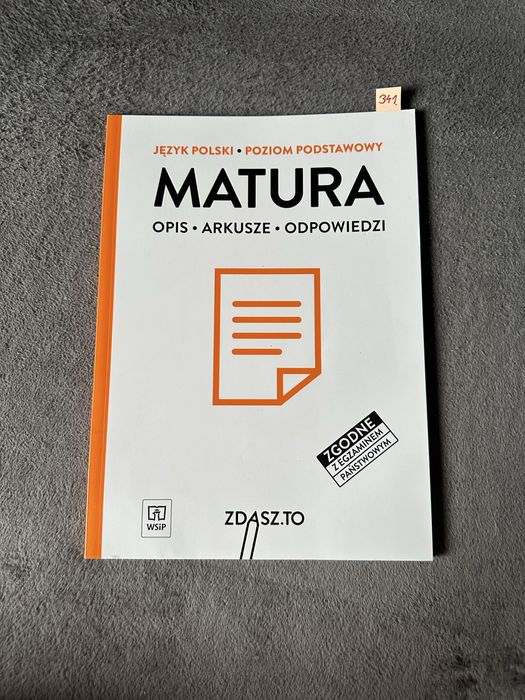 341.
JĘZYK POLSKI • POZIOM PODSTAWOWY
MATURA
OPIS • ARKUSZE • ODPOWIEDZI
ZGODNE
Z EGZAMINEM
PAŃSTWOWYM
WSiP
ZDASZ.TO